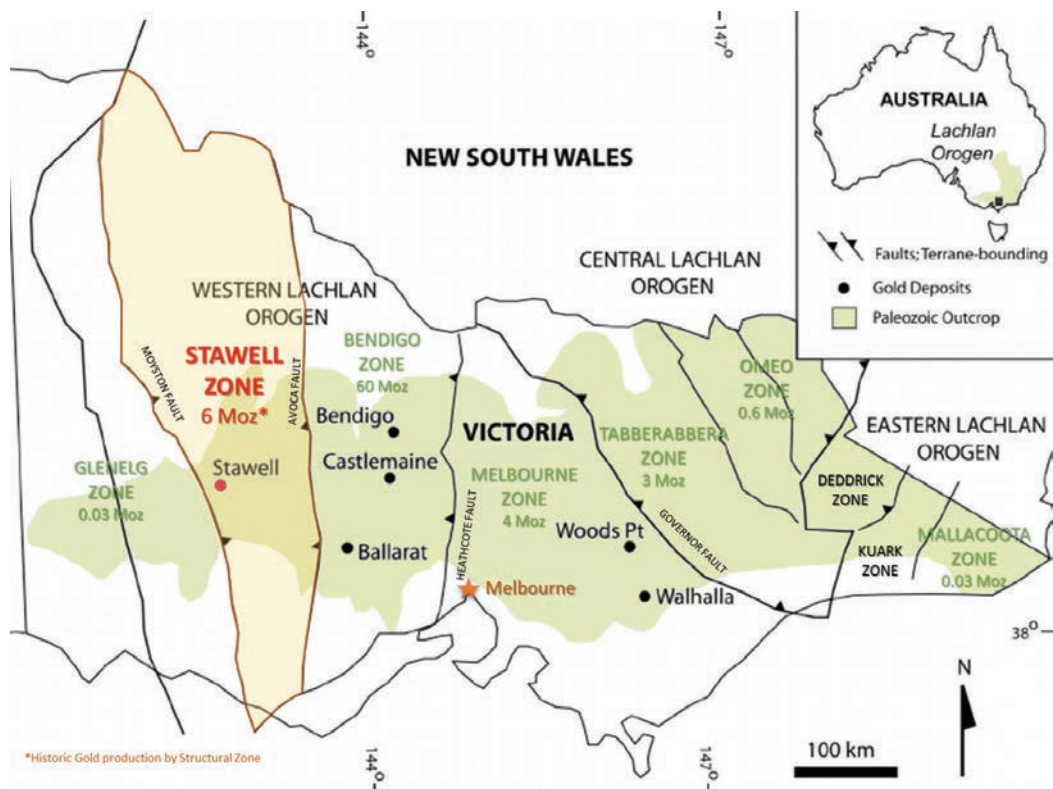 144°
147°
AUSTRALIA
Lachlan
Orogen
Faults; Terrane-bounding
Gold Deposits
Paleozoic Outcrop
NEW SOUTH WALES
CENTRAL LACHLAN
OROGEN
WESTERN LACHLAN
OROGEN
BENDIGO
ZONE
60 Moz
STAWELL
ZONE
6 Moz*
MOYSTON FAULT
AVOCA FAULT
OMEO
ZONE
0.6 Moz
EASTERN LACHLAN
OROGEN
Bendigo
VICTORIA
TABBERABBERA
ZONE
3 Moz
GLENELG
ZONE
0.03 Moz
Stawell
Castlemaine
MELBOURNE
ZONE
4 Moz
DEDDRICK
ZONE
HEATHCOTE FAULT
Woods Pt
GOVERNOR FAULT
KUARK
ZONE
MALLACOOTA
ZONE
0.03 Moz
Ballarat
Melbourne
Walhalla
38°
N
*Historic Gold production by Structural Zone
100 km
144°
147°